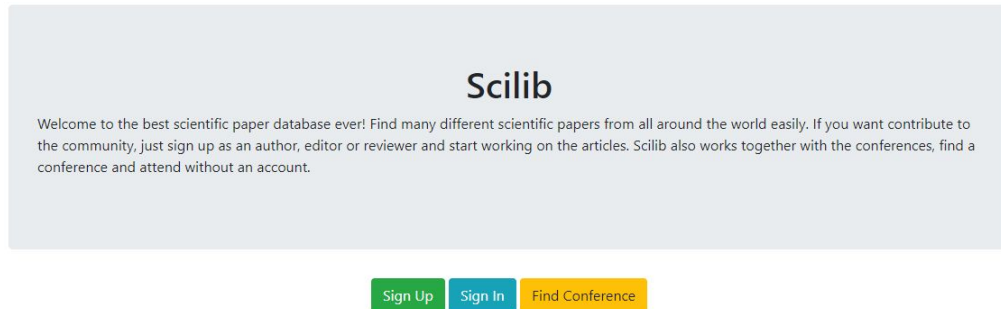 Scilib
Welcome to the best scientific paper database ever! Find many different scientific papers from all around the world easily. If you want contribute to
the community, just sign up as an author, editor or reviewer and start working on the articles. Scilib also works together with the conferences, find a
conference and attend without an account.
Sign Up Sign In Find Conference